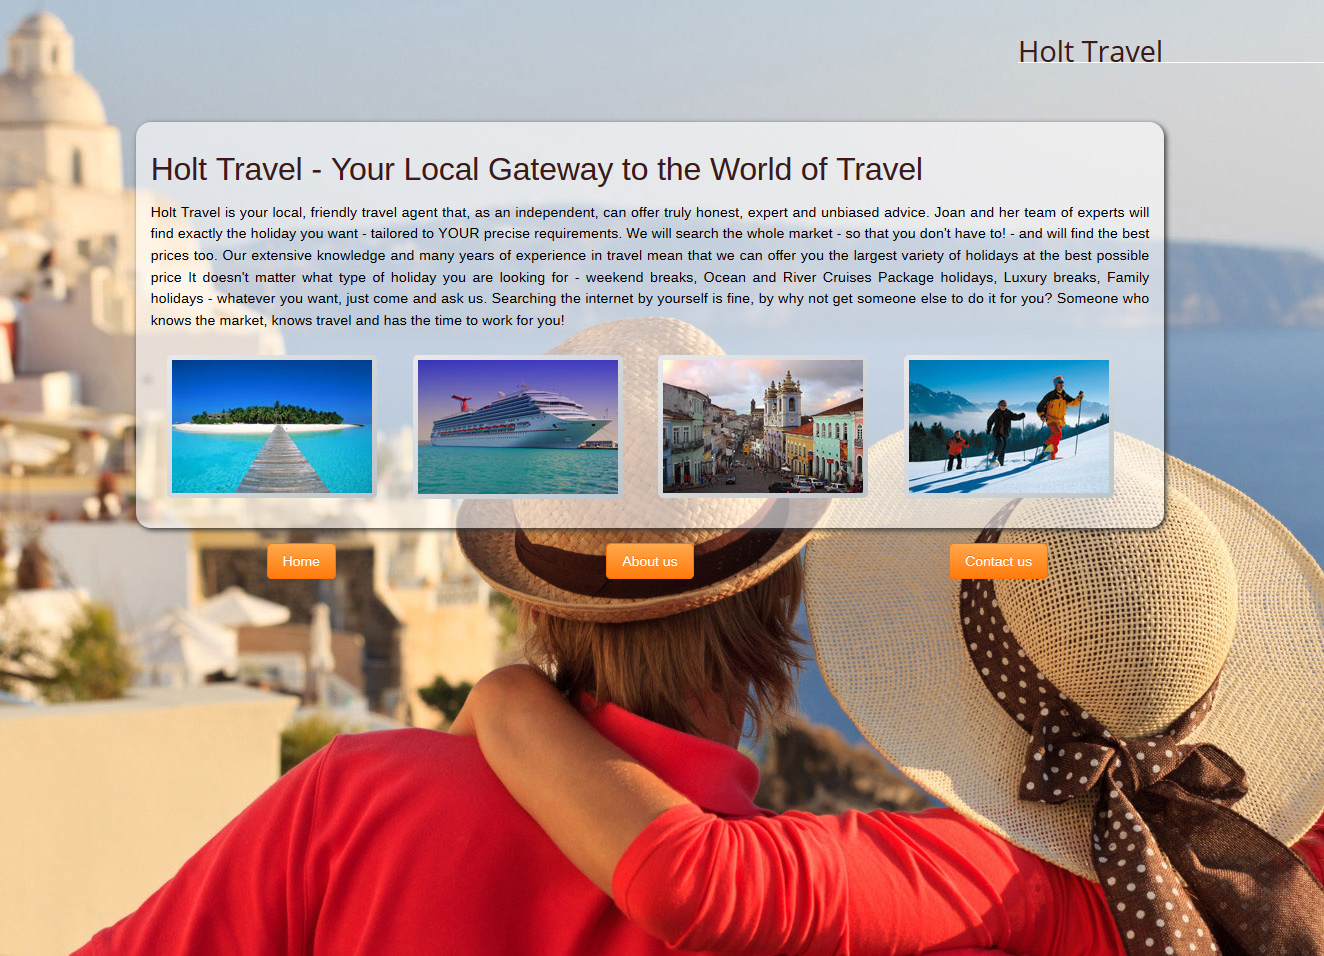 Holt Travel
Holt Travel - Your Local Gateway to the World of Travel
Holt Travel is your local, friendly travel agent that, as an independent, can offer truly honest, expert and unbiased advice. Joan and her team of experts will
find exactly the holiday you want - tailored to YOUR precise requirements. We will search the whole market - so that you don't have to! - and will find the best
prices too. Our extensive knowledge and many years of experience in travel mean that we can offer you the largest variety of holidays at the best possible
price It doesn't matter what type of holiday you are looking for - weekend breaks, Ocean and River Cruises Package holidays, Luxury breaks, Family
holidays - whatever you want, just come and ask us. Searching the internet by yourself is fine, by why not get someone else to do it for you? Someone who
knows the market, knows travel and has the time to work for you!
Home
About us
Contact us